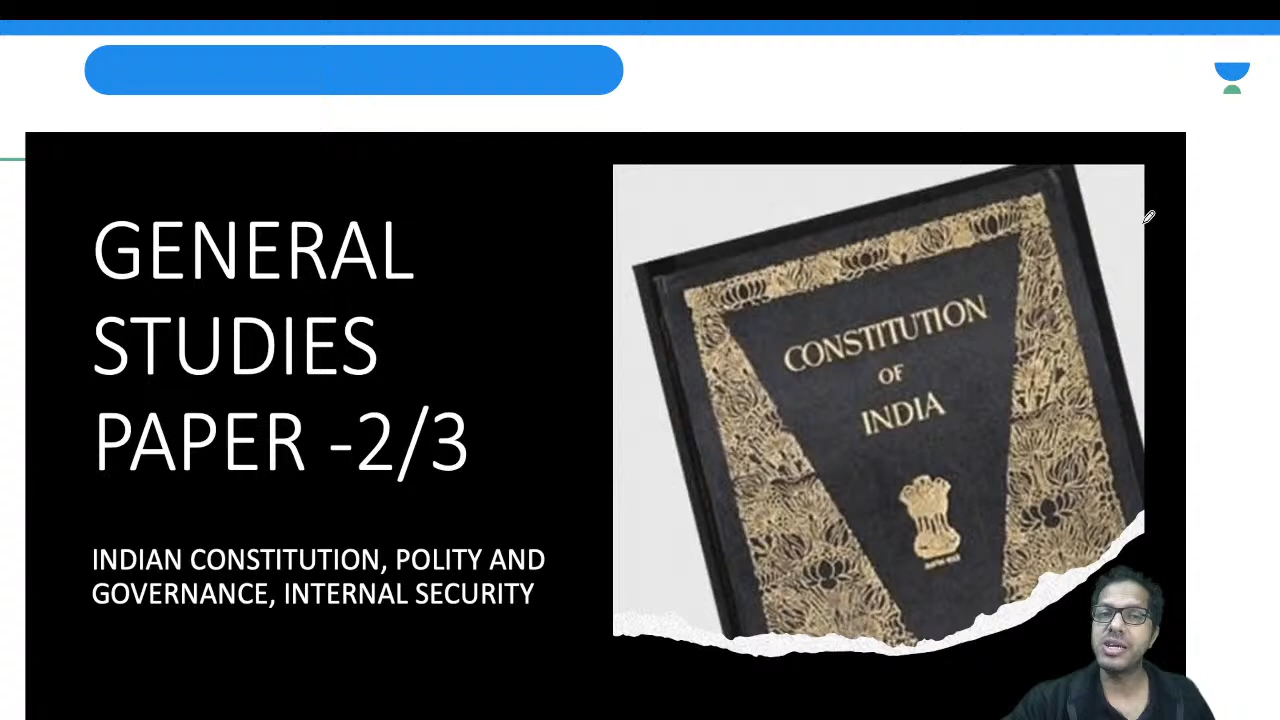 GENERAL
STUDIES
PAPER -2/3
INDIAN CONSTITUTION, POLITY AND
GOVERNANCE, INTERNAL SECURITY
CONSTITUTION
OF
INDIA